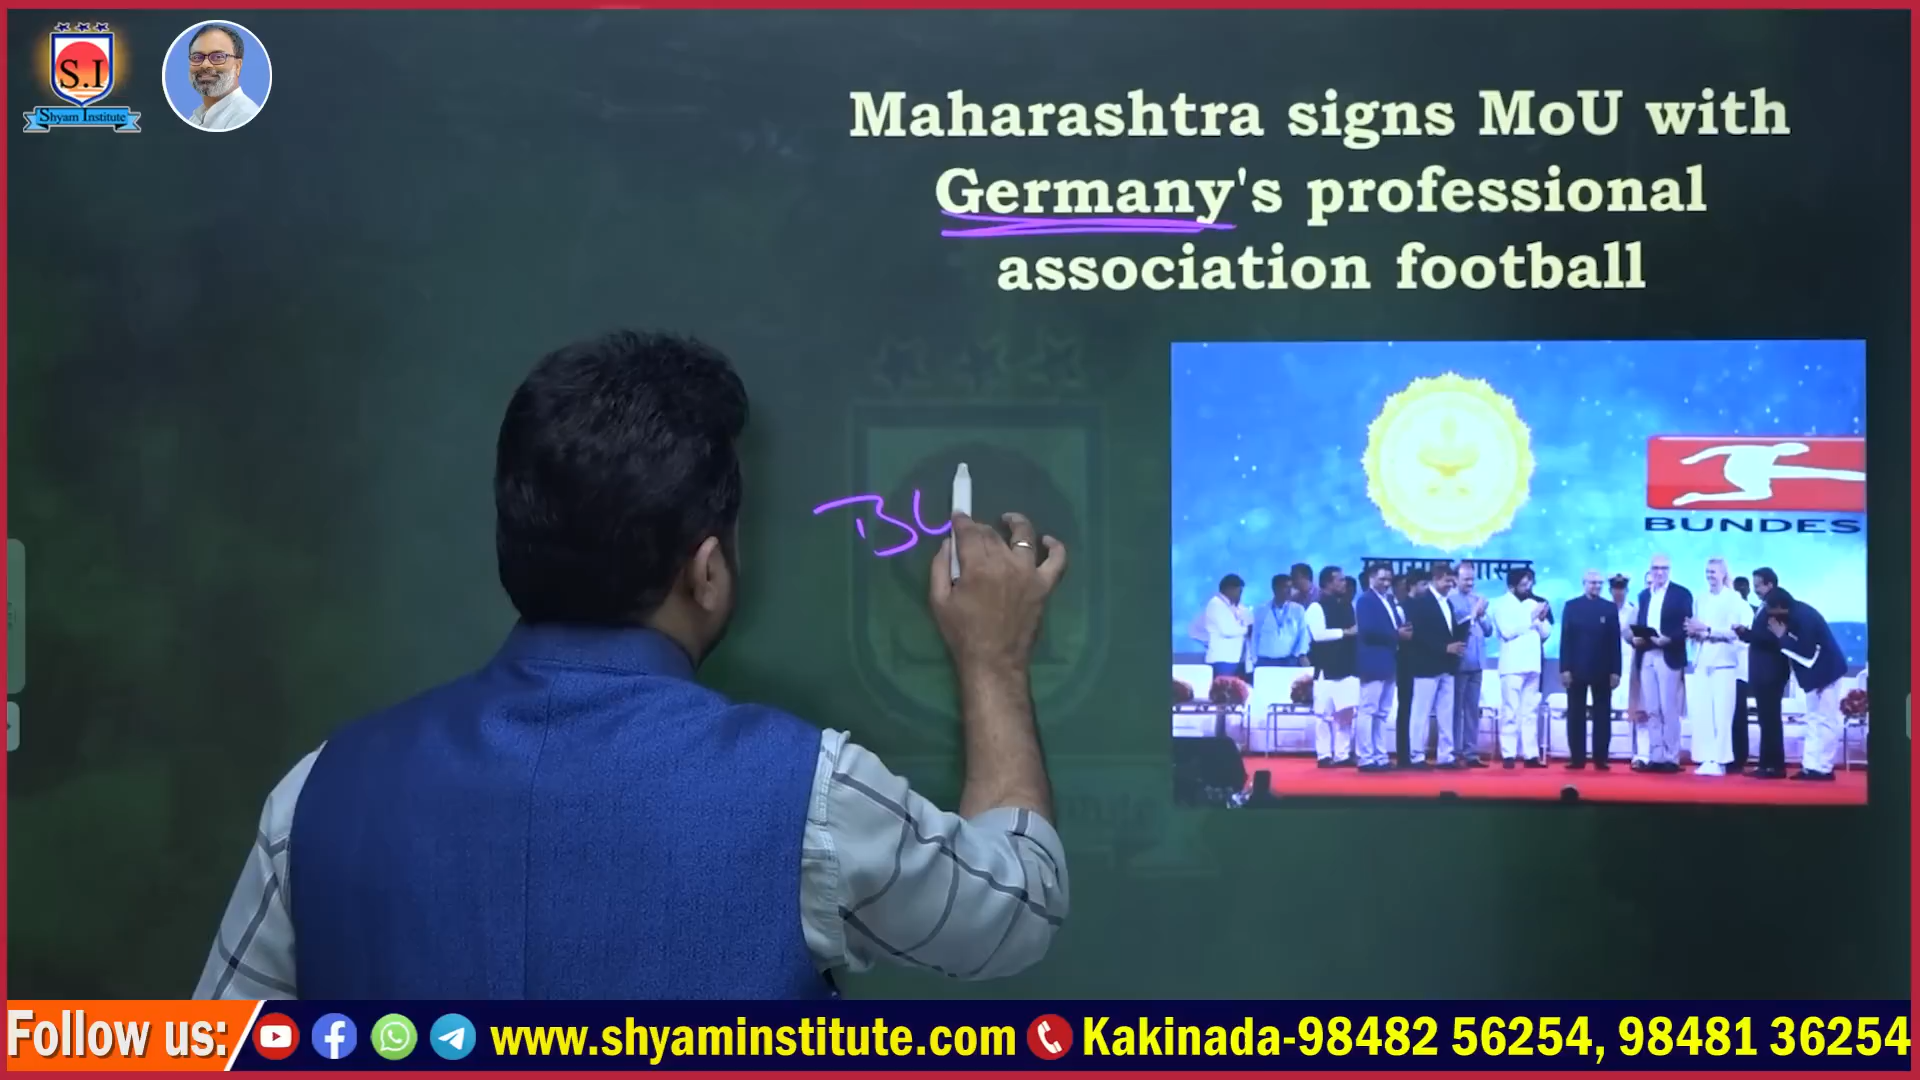 S.I
Shyam Institute
Maharashtra signs MoU with
Germany's professional
association football
BU
BUNDES
Follow us:
www.shyaminstitute.com
Kakinada-98482 56254, 98481 36254